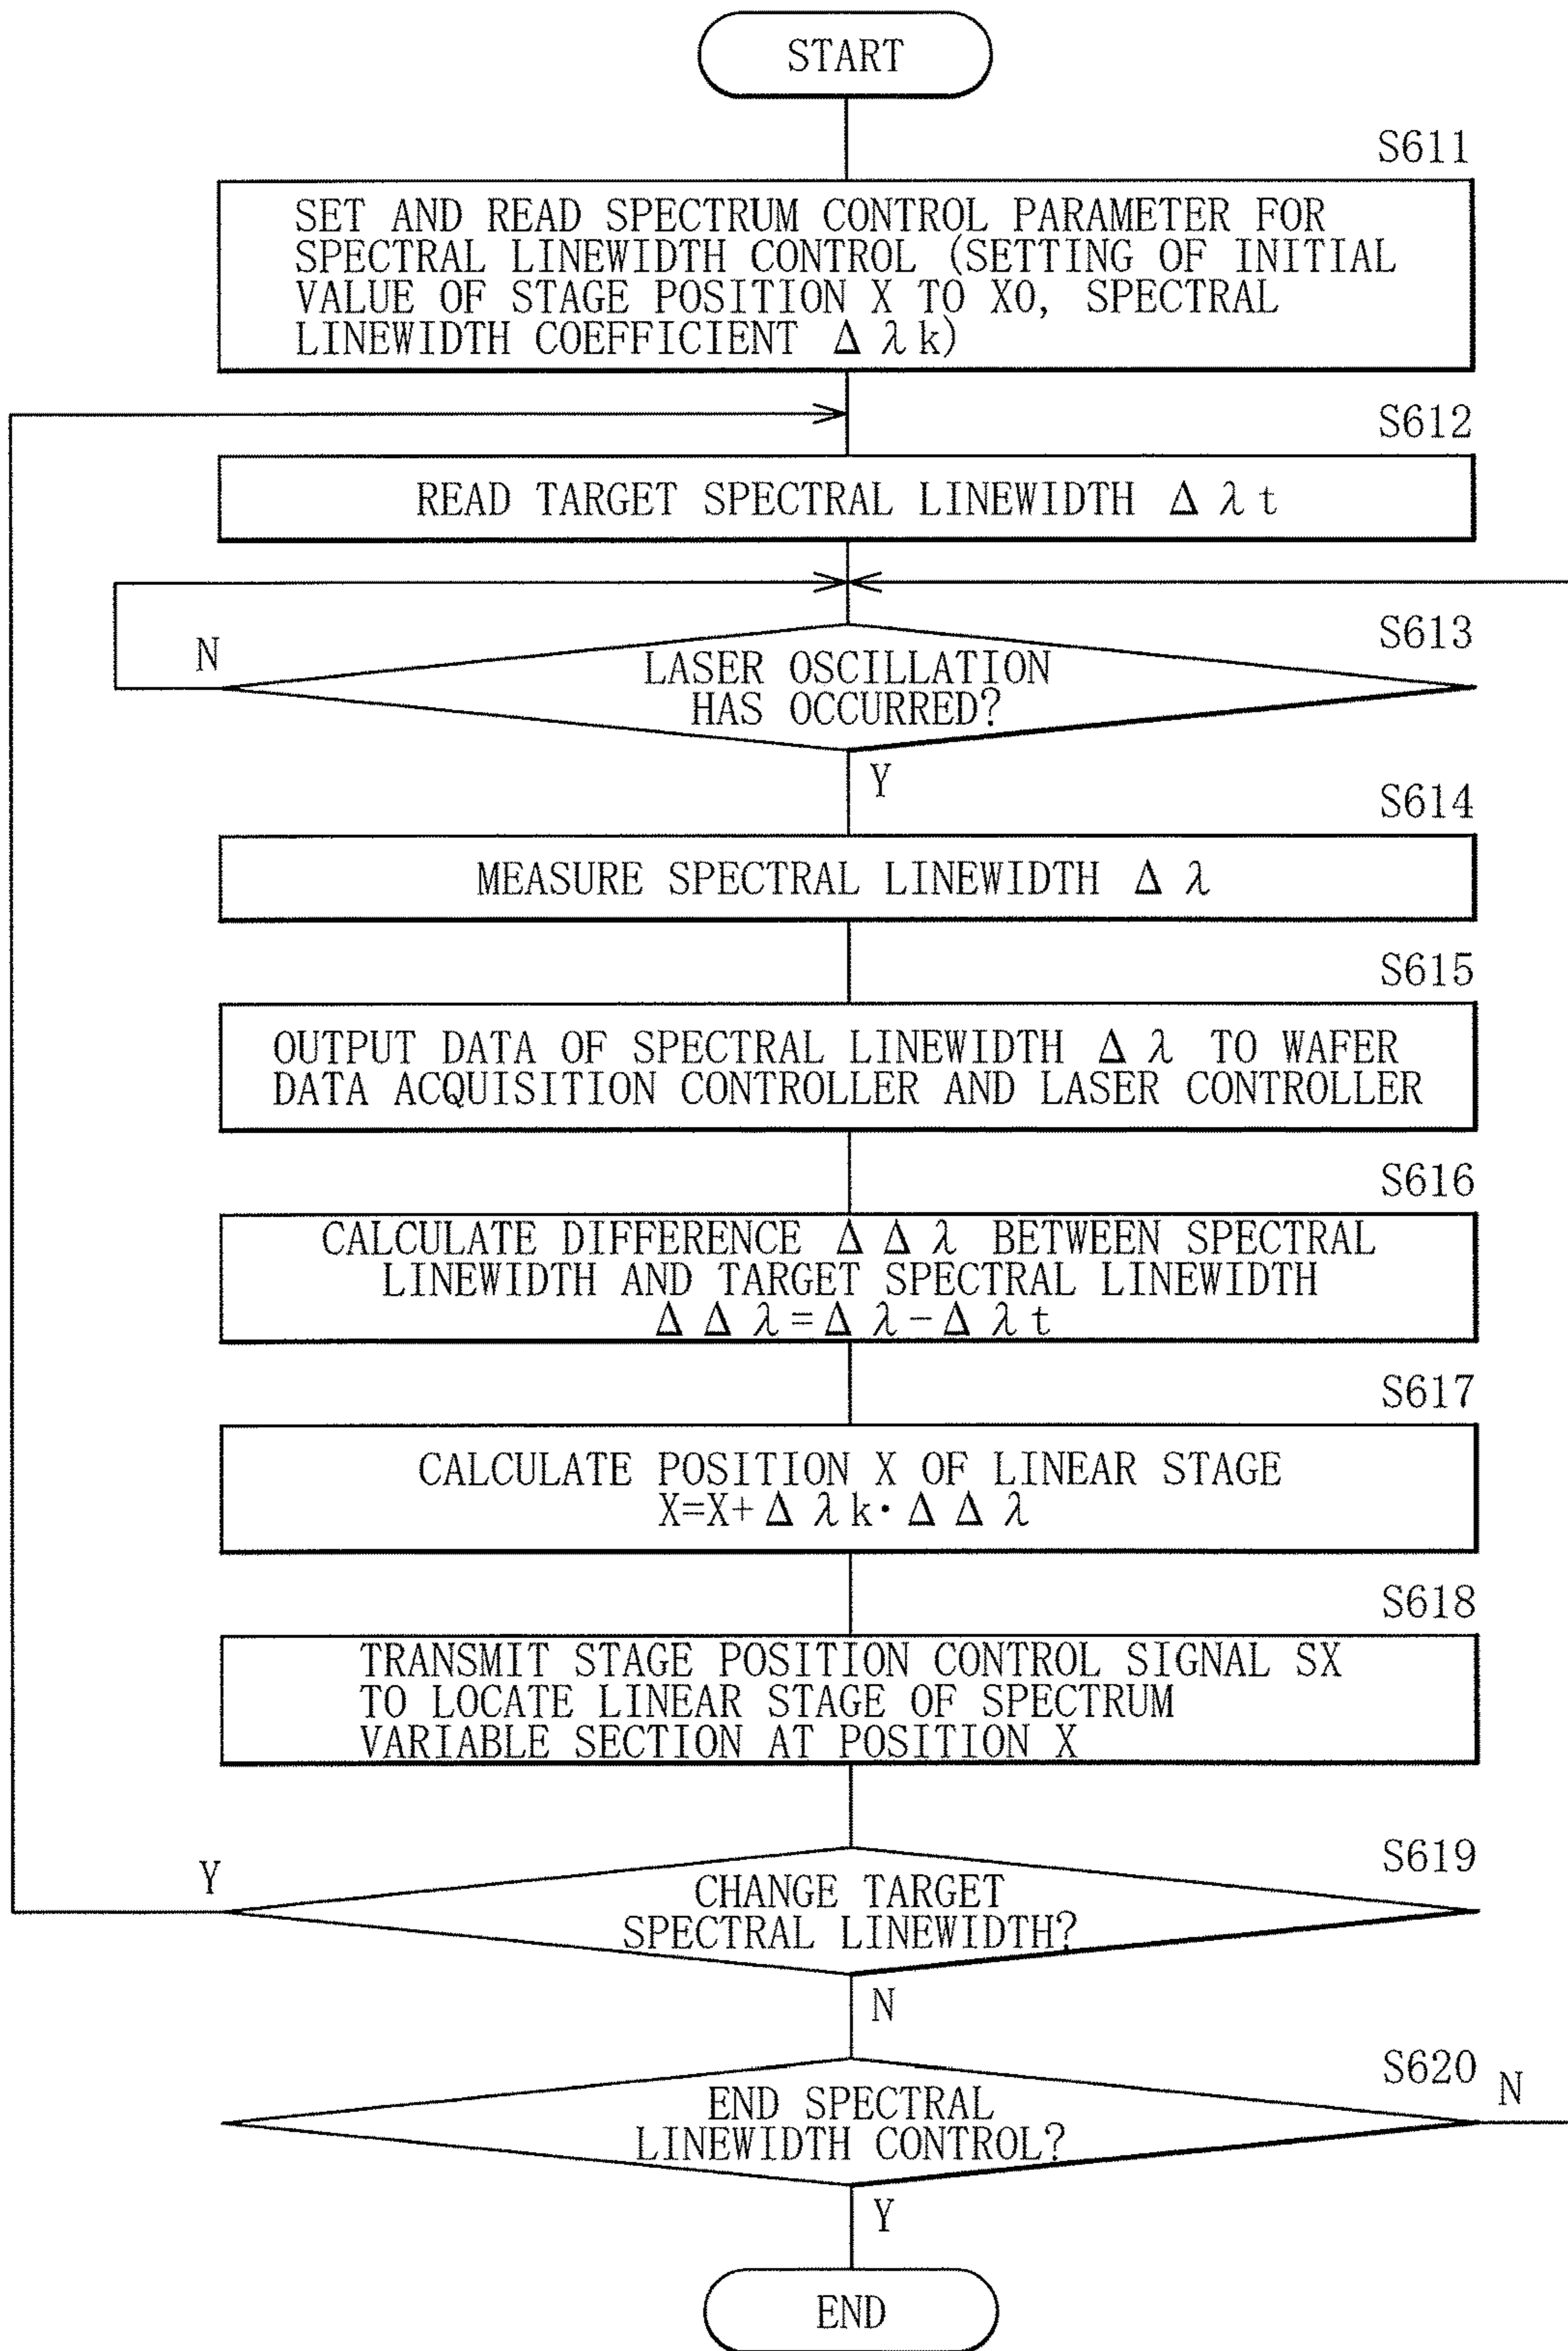 START
S611
SET AND READ SPECTRUM CONTROL PARAMETER FOR
SPECTRAL LINEWIDTH CONTROL (SETTING OF INITIAL
VALUE OF STAGE POSITION X TO X0, SPECTRAL
LINEWIDTH COEFFICIENT Δλk)
S612
READ TARGET SPECTRAL LINEWIDTH Δλt
S613
N
LASER OSCILLATION
HAS OCCURRED?
Y
S614
MEASURE SPECTRAL LINEWIDTH Δλ
S615
OUTPUT DATA OF SPECTRAL LINEWIDTH Δλ TO WAFER
DATA ACQUISITION CONTROLLER AND LASER CONTROLLER
S616
CALCULATE DIFFERENCE ΔΔλ BETWEEN SPECTRAL
LINEWIDTH AND TARGET SPECTRAL LINEWIDTH
ΔΔλ=Δλ-Δλt
S617
CALCULATE POSITION X OF LINEAR STAGE
X=X+Δλk·ΔΔλ
S618
TRANSMIT STAGE POSITION CONTROL SIGNAL SX
TO LOCATE LINEAR STAGE OF SPECTRUM
VARIABLE SECTION AT POSITION X
S619
Y
CHANGE TARGET
SPECTRAL LINEWIDTH?
N
S620
N
END SPECTRAL
LINEWIDTH CONTROL?
Y
END